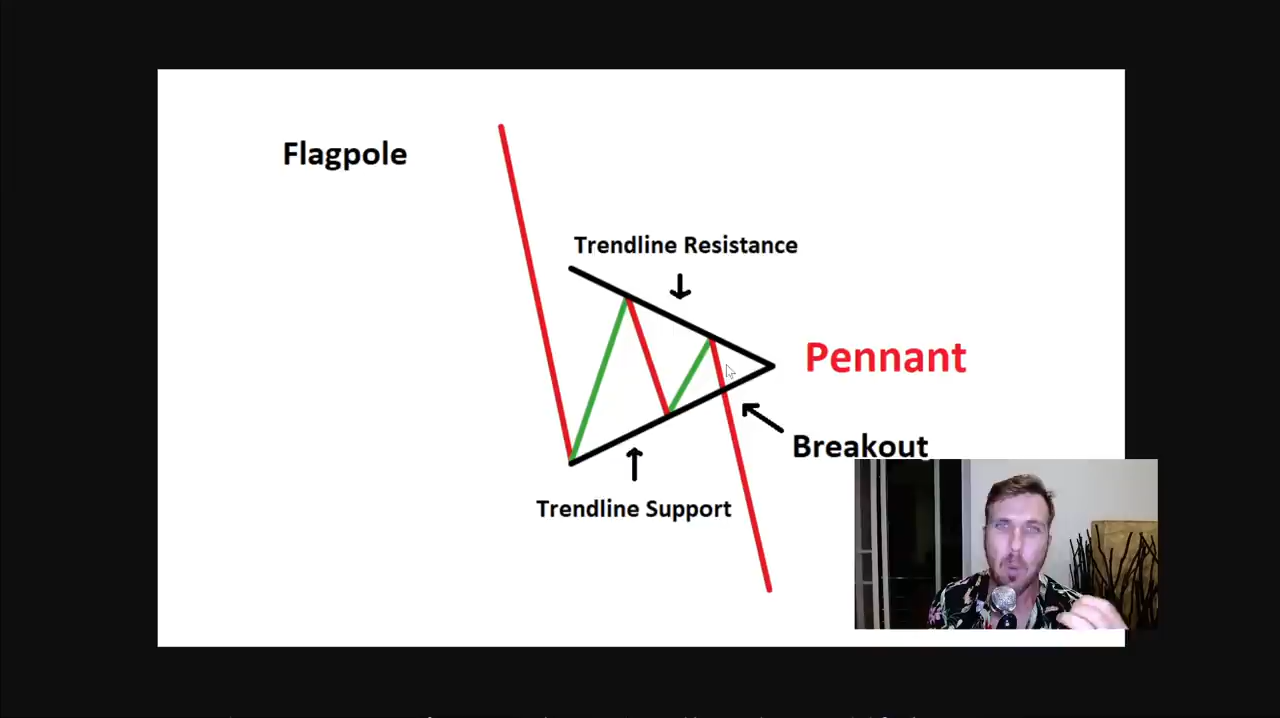 Flagpole
Trendline Resistance
Pennant
Breakout
Trendline Support